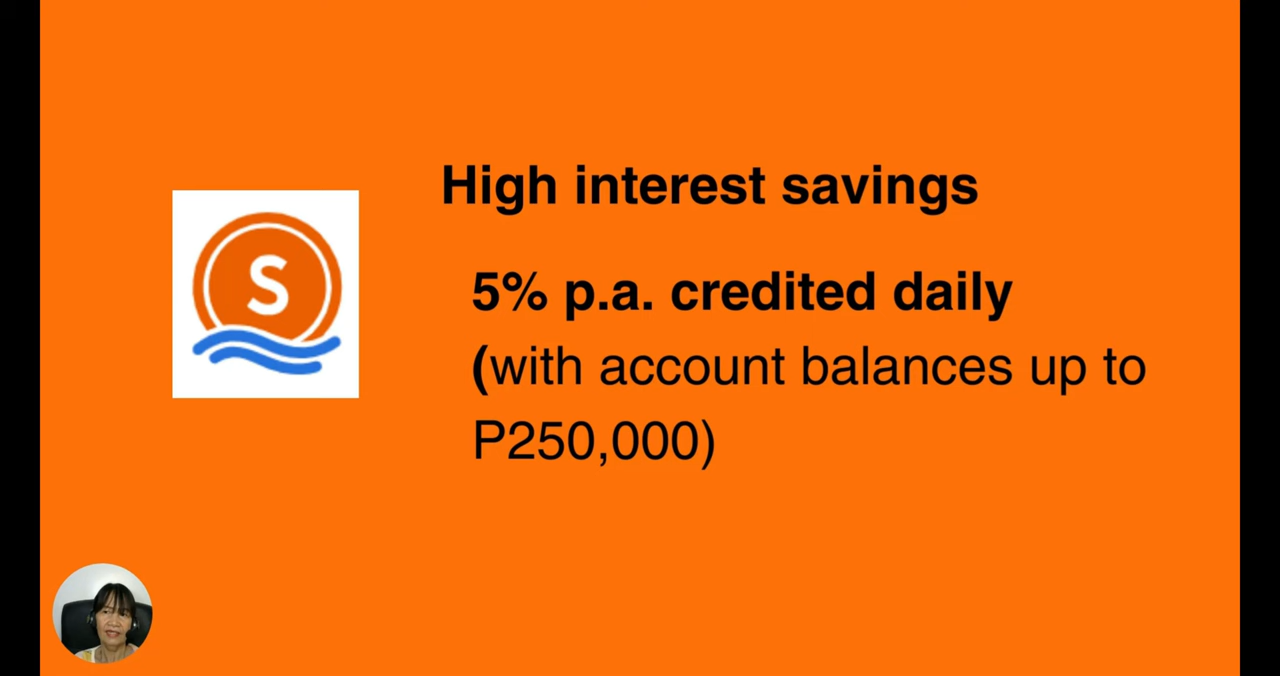 S
High interest savings
5% p.a. credited daily
(with account balances up to
P250,000)